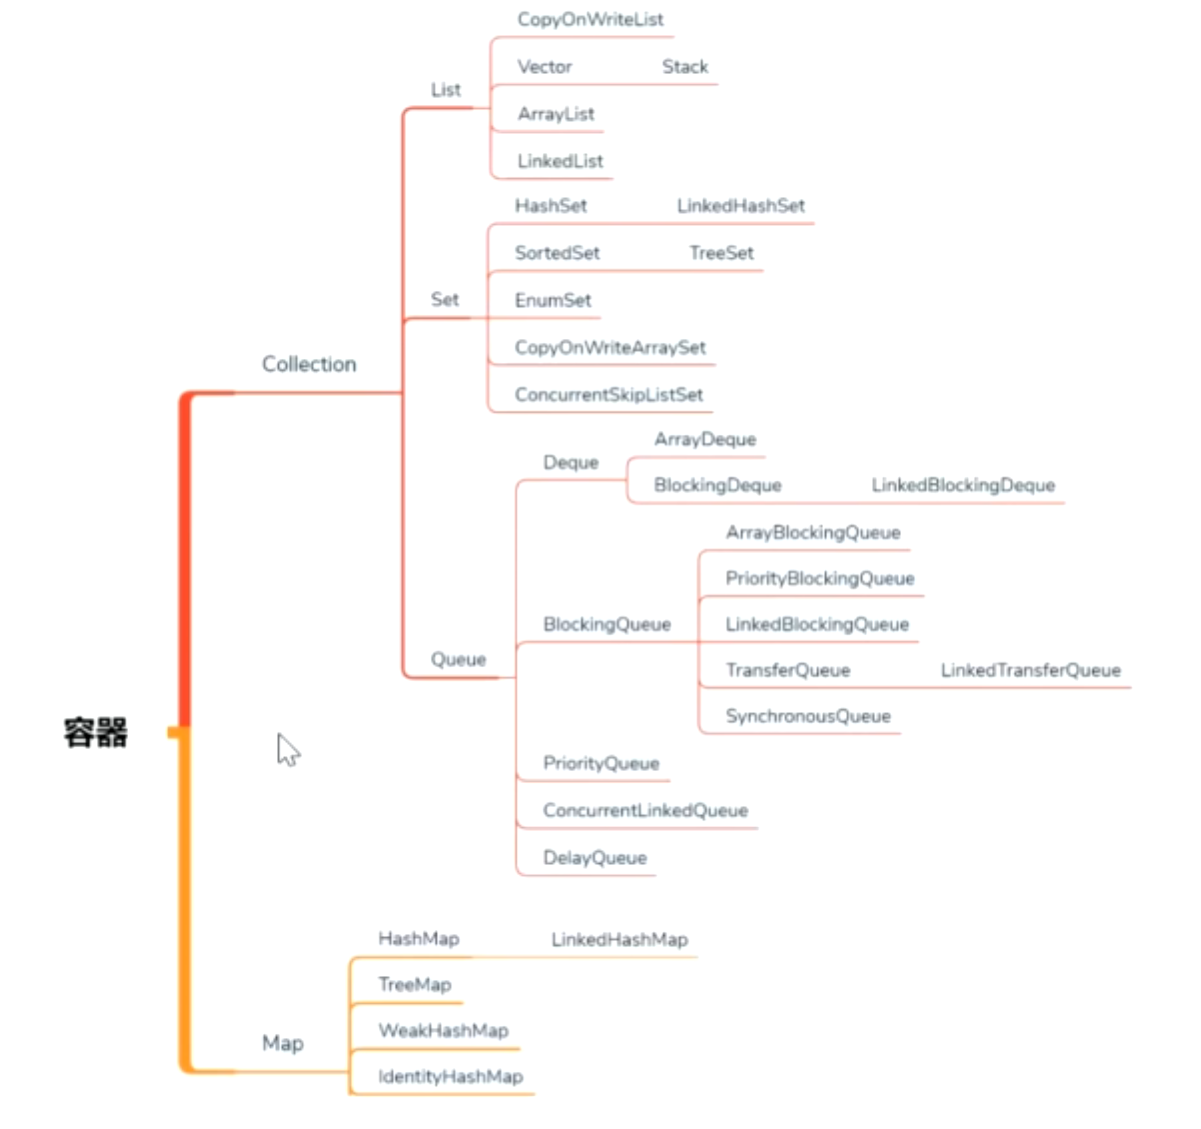 CopyOnWriteList
Vector Stack
List
ArrayList
LinkedList
HashSet LinkedHashSet
SortedSet TreeSet
Set EnumSet
CopyOnWriteArraySet
Collection
ConcurrentSkipListSet
ArrayDeque
Deque
BlockingDeque LinkedBlockingDeque
ArrayBlockingQueue
PriorityBlockingQueue
BlockingQueue LinkedBlockingQueue
Queue
TransferQueue LinkedTransferQueue
SynchronousQueue
容器
PriorityQueue
ConcurrentLinkedQueue
DelayQueue
HashMap LinkedHashMap
TreeMap
WeakHashMap
Map
IdentityHashMap